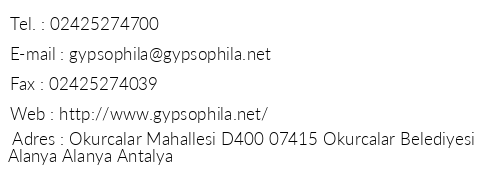 Tel. : 02425274700
E-mail : gypsophila@gypsophila.net
Fax : 02425274039
Web : http://www.gypsophila.net/
Adres : Okurcalar Mahallesi D400 07415 Okurcalar Belediyesi
Alanya Alanya Antalya